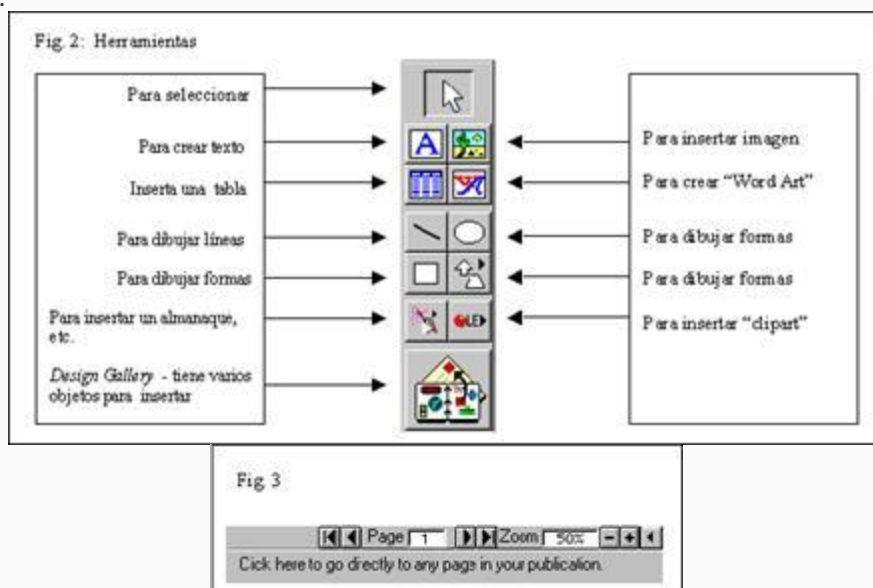 Fig. 2: Herramientas
Para seleccionar
Para crear texto
Inserta una tabla
Para dibujar líneas
Para dibujar formas
Para insertar un almanaque,
etc.
Design Gallery - tiene varios
objetos para insertar
A
OLE
Para insertar imagen
Para crear “Word Art”
Para dibujar formas
Para dibujar formas
Para insertar “clipart”
Fig. 3
Page 1 Zoom 50%
Cick here to go directly to any page in your publication.